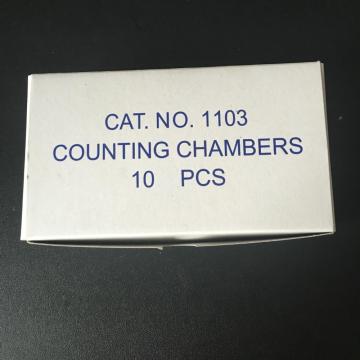 CAT. NO. 1103
COUNTING CHAMBERS
10 PCS